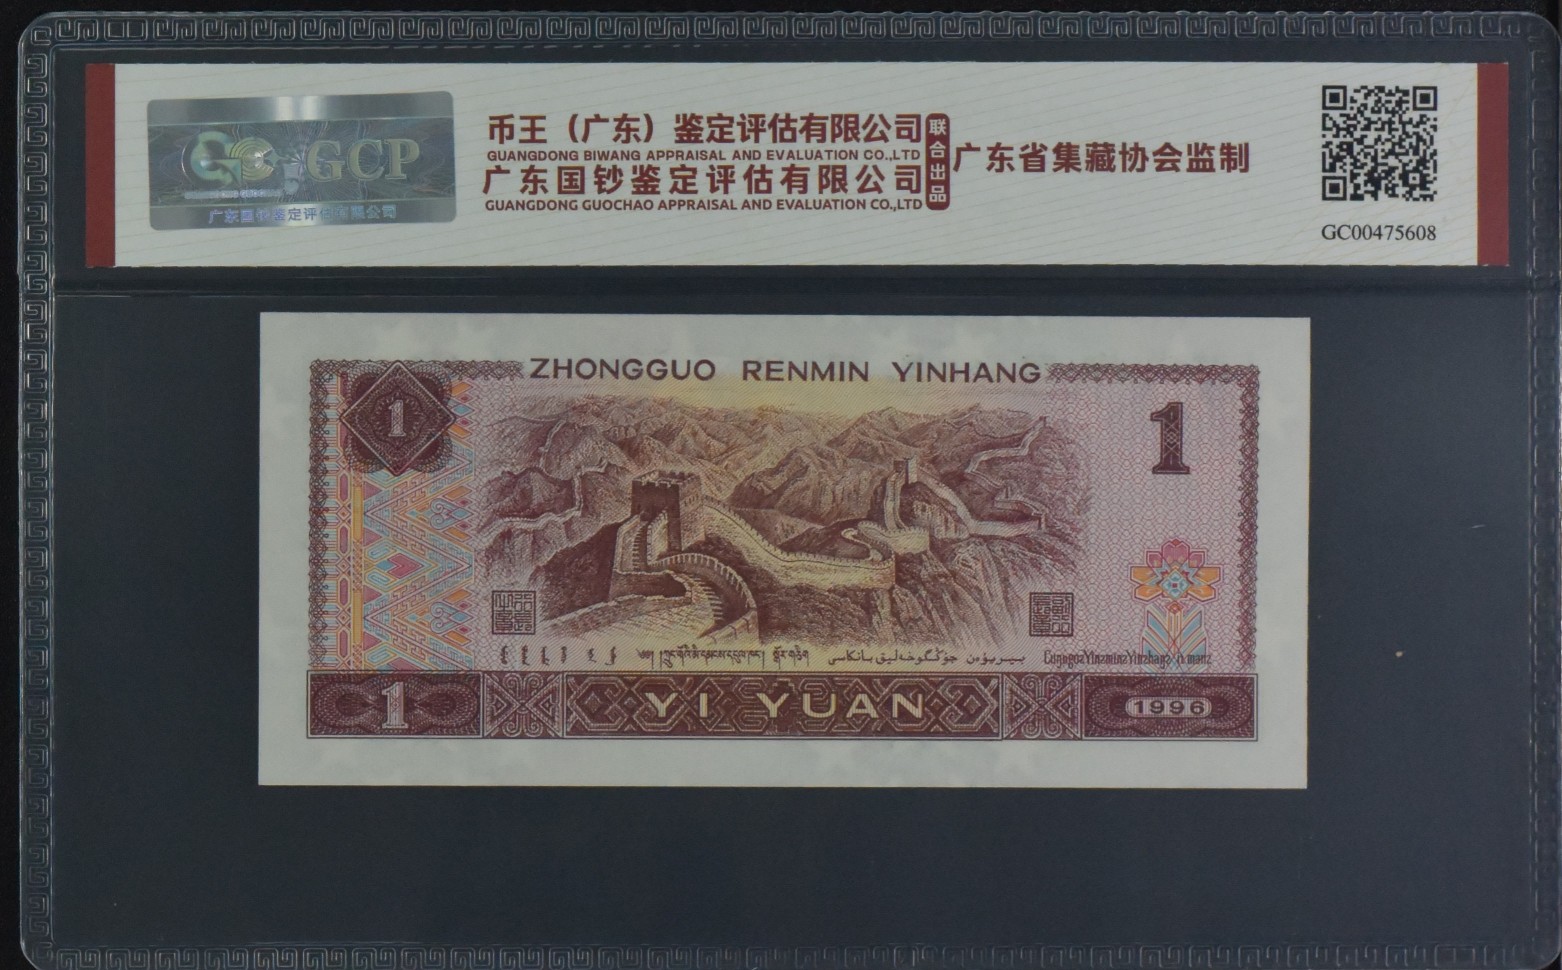 GCP
广东国钞鉴定评估有限公司
币王（广东）鉴定评估有限公司
GUANGDONG BIWANG APPRAISAL AND EVALUATION CO.,LTD
广东国钞鉴定评估有限公司
GUANGDONG GUOCHAO APPRAISAL AND EVALUATION CO.,LTD
联合出品
广东省集藏协会监制
GC00475608
ZHONGGUO RENMIN YINHANG
1
1
YI YUAN
1
1996